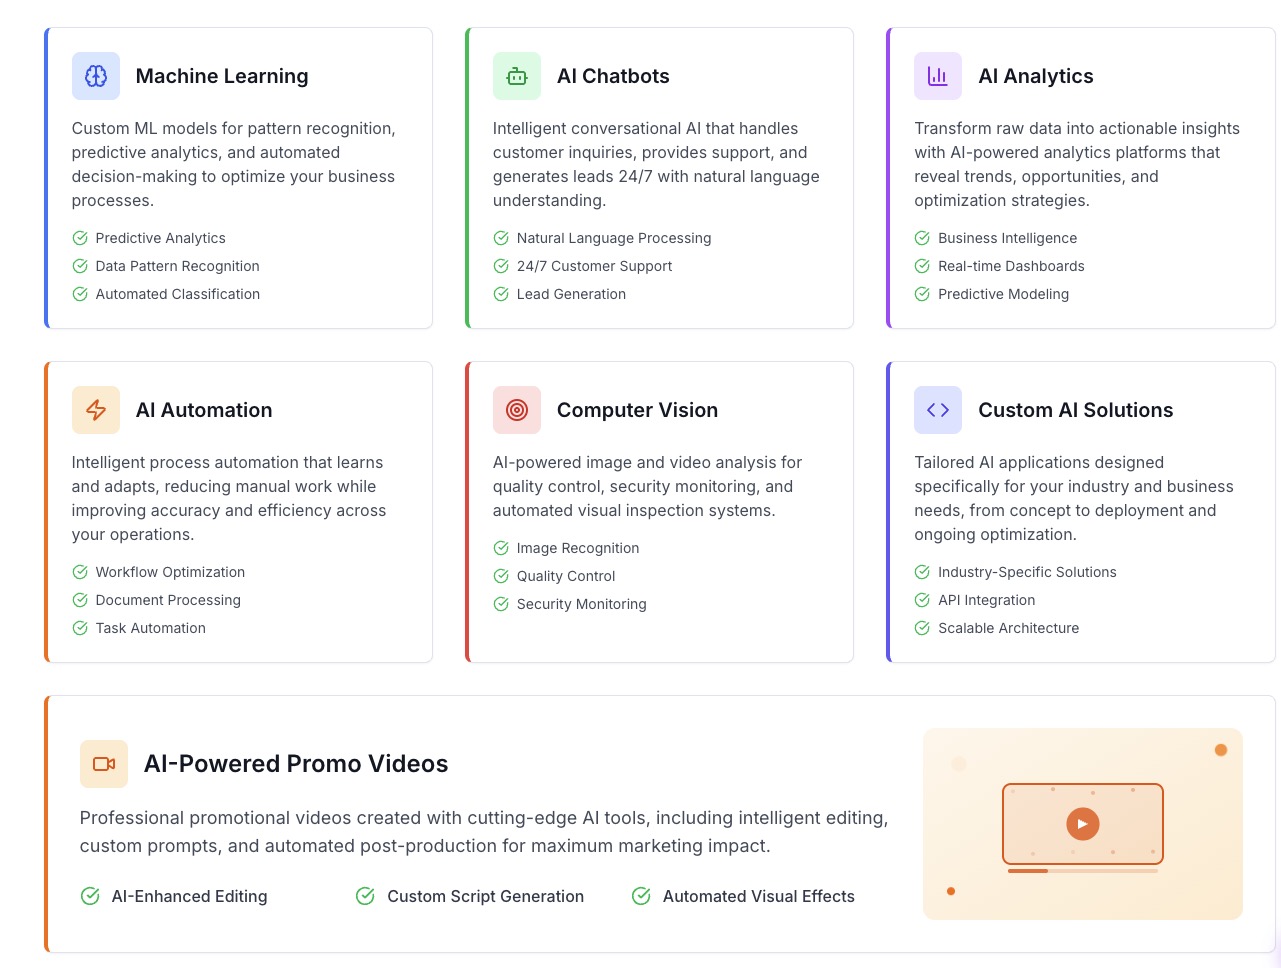 Machine Learning
Custom ML models for pattern recognition,
predictive analytics, and automated
decision-making to optimize your business
processes.
Predictive Analytics
Data Pattern Recognition
Automated Classification
AI Chatbots
Intelligent conversational AI that handles
customer inquiries, provides support, and
generates leads 24/7 with natural language
understanding.
Natural Language Processing
24/7 Customer Support
Lead Generation
AI Analytics
Transform raw data into actionable insights
with AI-powered analytics platforms that
reveal trends, opportunities, and
optimization strategies.
Business Intelligence
Real-time Dashboards
Predictive Modeling
AI Automation
Intelligent process automation that learns
and adapts, reducing manual work while
improving accuracy and efficiency across
your operations.
Workflow Optimization
Document Processing
Task Automation
Computer Vision
AI-powered image and video analysis for
quality control, security monitoring, and
automated visual inspection systems.
Image Recognition
Quality Control
Security Monitoring
Custom AI Solutions
Tailored AI applications designed
specifically for your industry and business
needs, from concept to deployment and
ongoing optimization.
Industry-Specific Solutions
API Integration
Scalable Architecture
AI-Powered Promo Videos
Professional promotional videos created with cutting-edge AI tools, including intelligent editing,
custom prompts, and automated post-production for maximum marketing impact.
AI-Enhanced Editing
Custom Script Generation
Automated Visual Effects